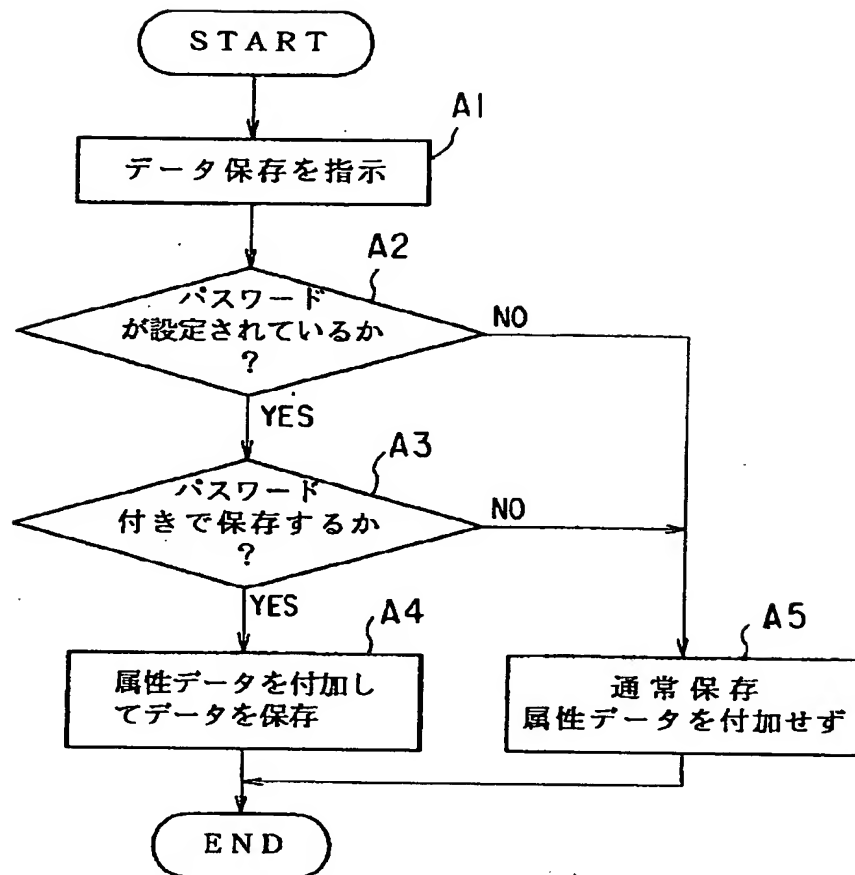 START
A1
データ保存を指示
A2
パスワード
が設定されているか
?
NO
YES
A3
パスワード
付きで保存するか
?
NO
YES
A4
属性データを付加し
てデータを保存
A5
通常保存
属性データを付加せず
END